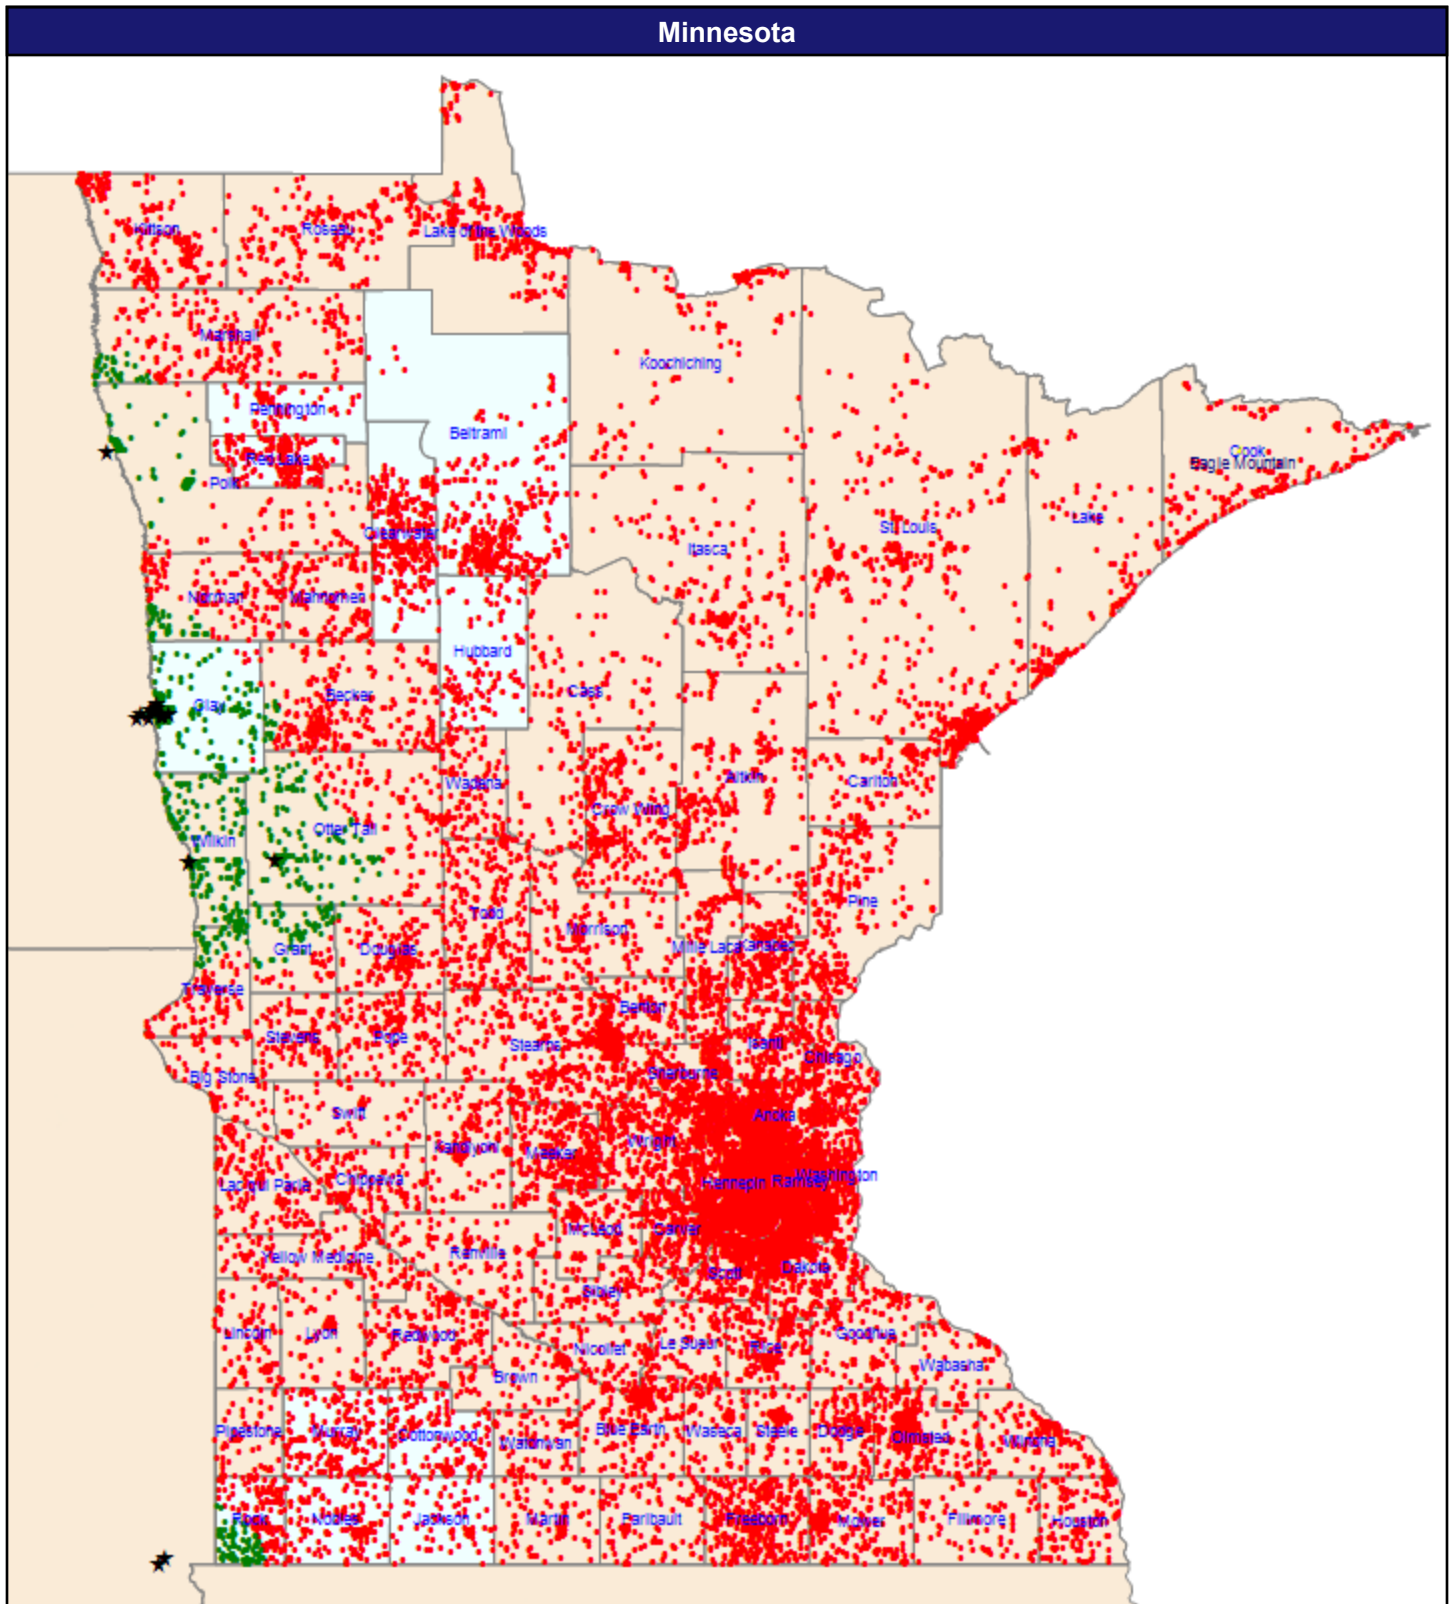 Minnesota
Kittson
Roseau
Lake of the Woods
Marshall
Koochiching
Pennington
Beltrami
Cook
Eagle Mountain
Red Lake
Polk
Lake
St. Louis
Clearwater
Itasca
Norman
Mahnomen
Hubbard
Cass
Becker
Clay
Aitkin
Carlton
Wadena
Crow Wing
Otter Tail
Wilkin
Pine
Todd
Morrison
Mille Lacs
Kanabec
Grant
Douglas
Traverse
Benton
Stevens
Pope
Stearns
Isanti
Chisago
Sherburne
Big Stone
Swift
Anoka
Kandiyohi
Meeker
Wright
Lac qui Parle
Chippewa
Hennepin
Ramsey
Washington
McLeod
Carver
Yellow Medicine
Renville
Scott
Dakota
Sibley
Lincoln
Lyon
Redwood
Nicollet
Le Sueur
Rice
Goodhue
Wabasha
Brown
Pipestone
Murray
Cottonwood
Watonwan
Blue Earth
Waseca
Steele
Dodge
Olmsted
Winona
Rock
Nobles
Jackson
Martin
Faribault
Freeborn
Mower
Fillmore
Houston